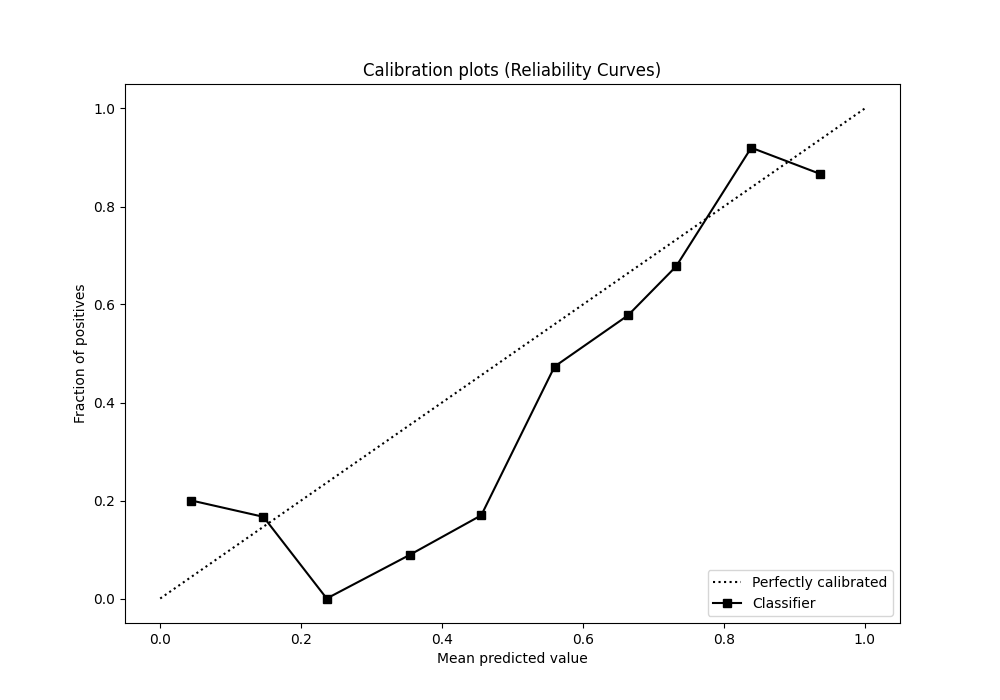 Calibration plots (Reliability Curves)
1.0
0.8
0.6
0.4
0.2
0.0
Fraction of positives
0.0 0.2 0.4 0.6 0.8 1.0
Mean predicted value
Perfectly calibrated
Classifier